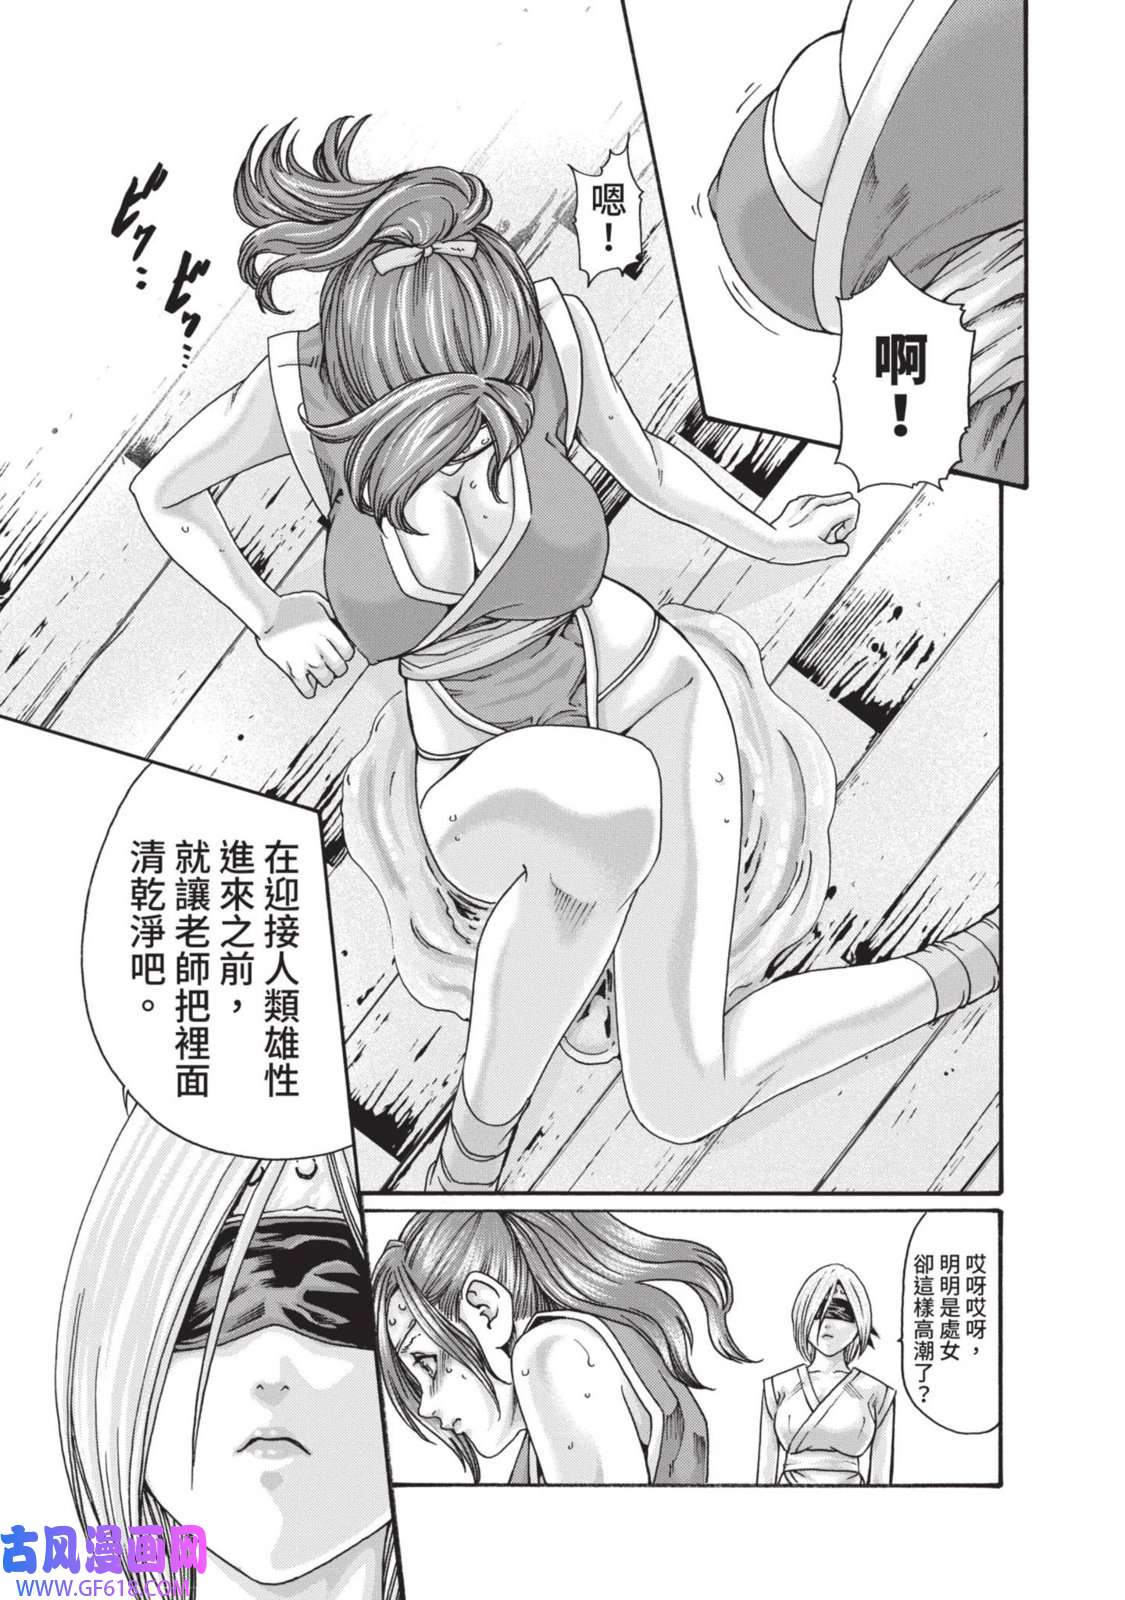 啊！
嗯！
ビクッ…
ビクッ…
在迎接人類雄性
進來之前，
就讓老師把裡面
清乾淨吧。
哎呀哎呀，
明明是處女
卻這樣高潮了？
古风漫画网
WWW.GF618.COM